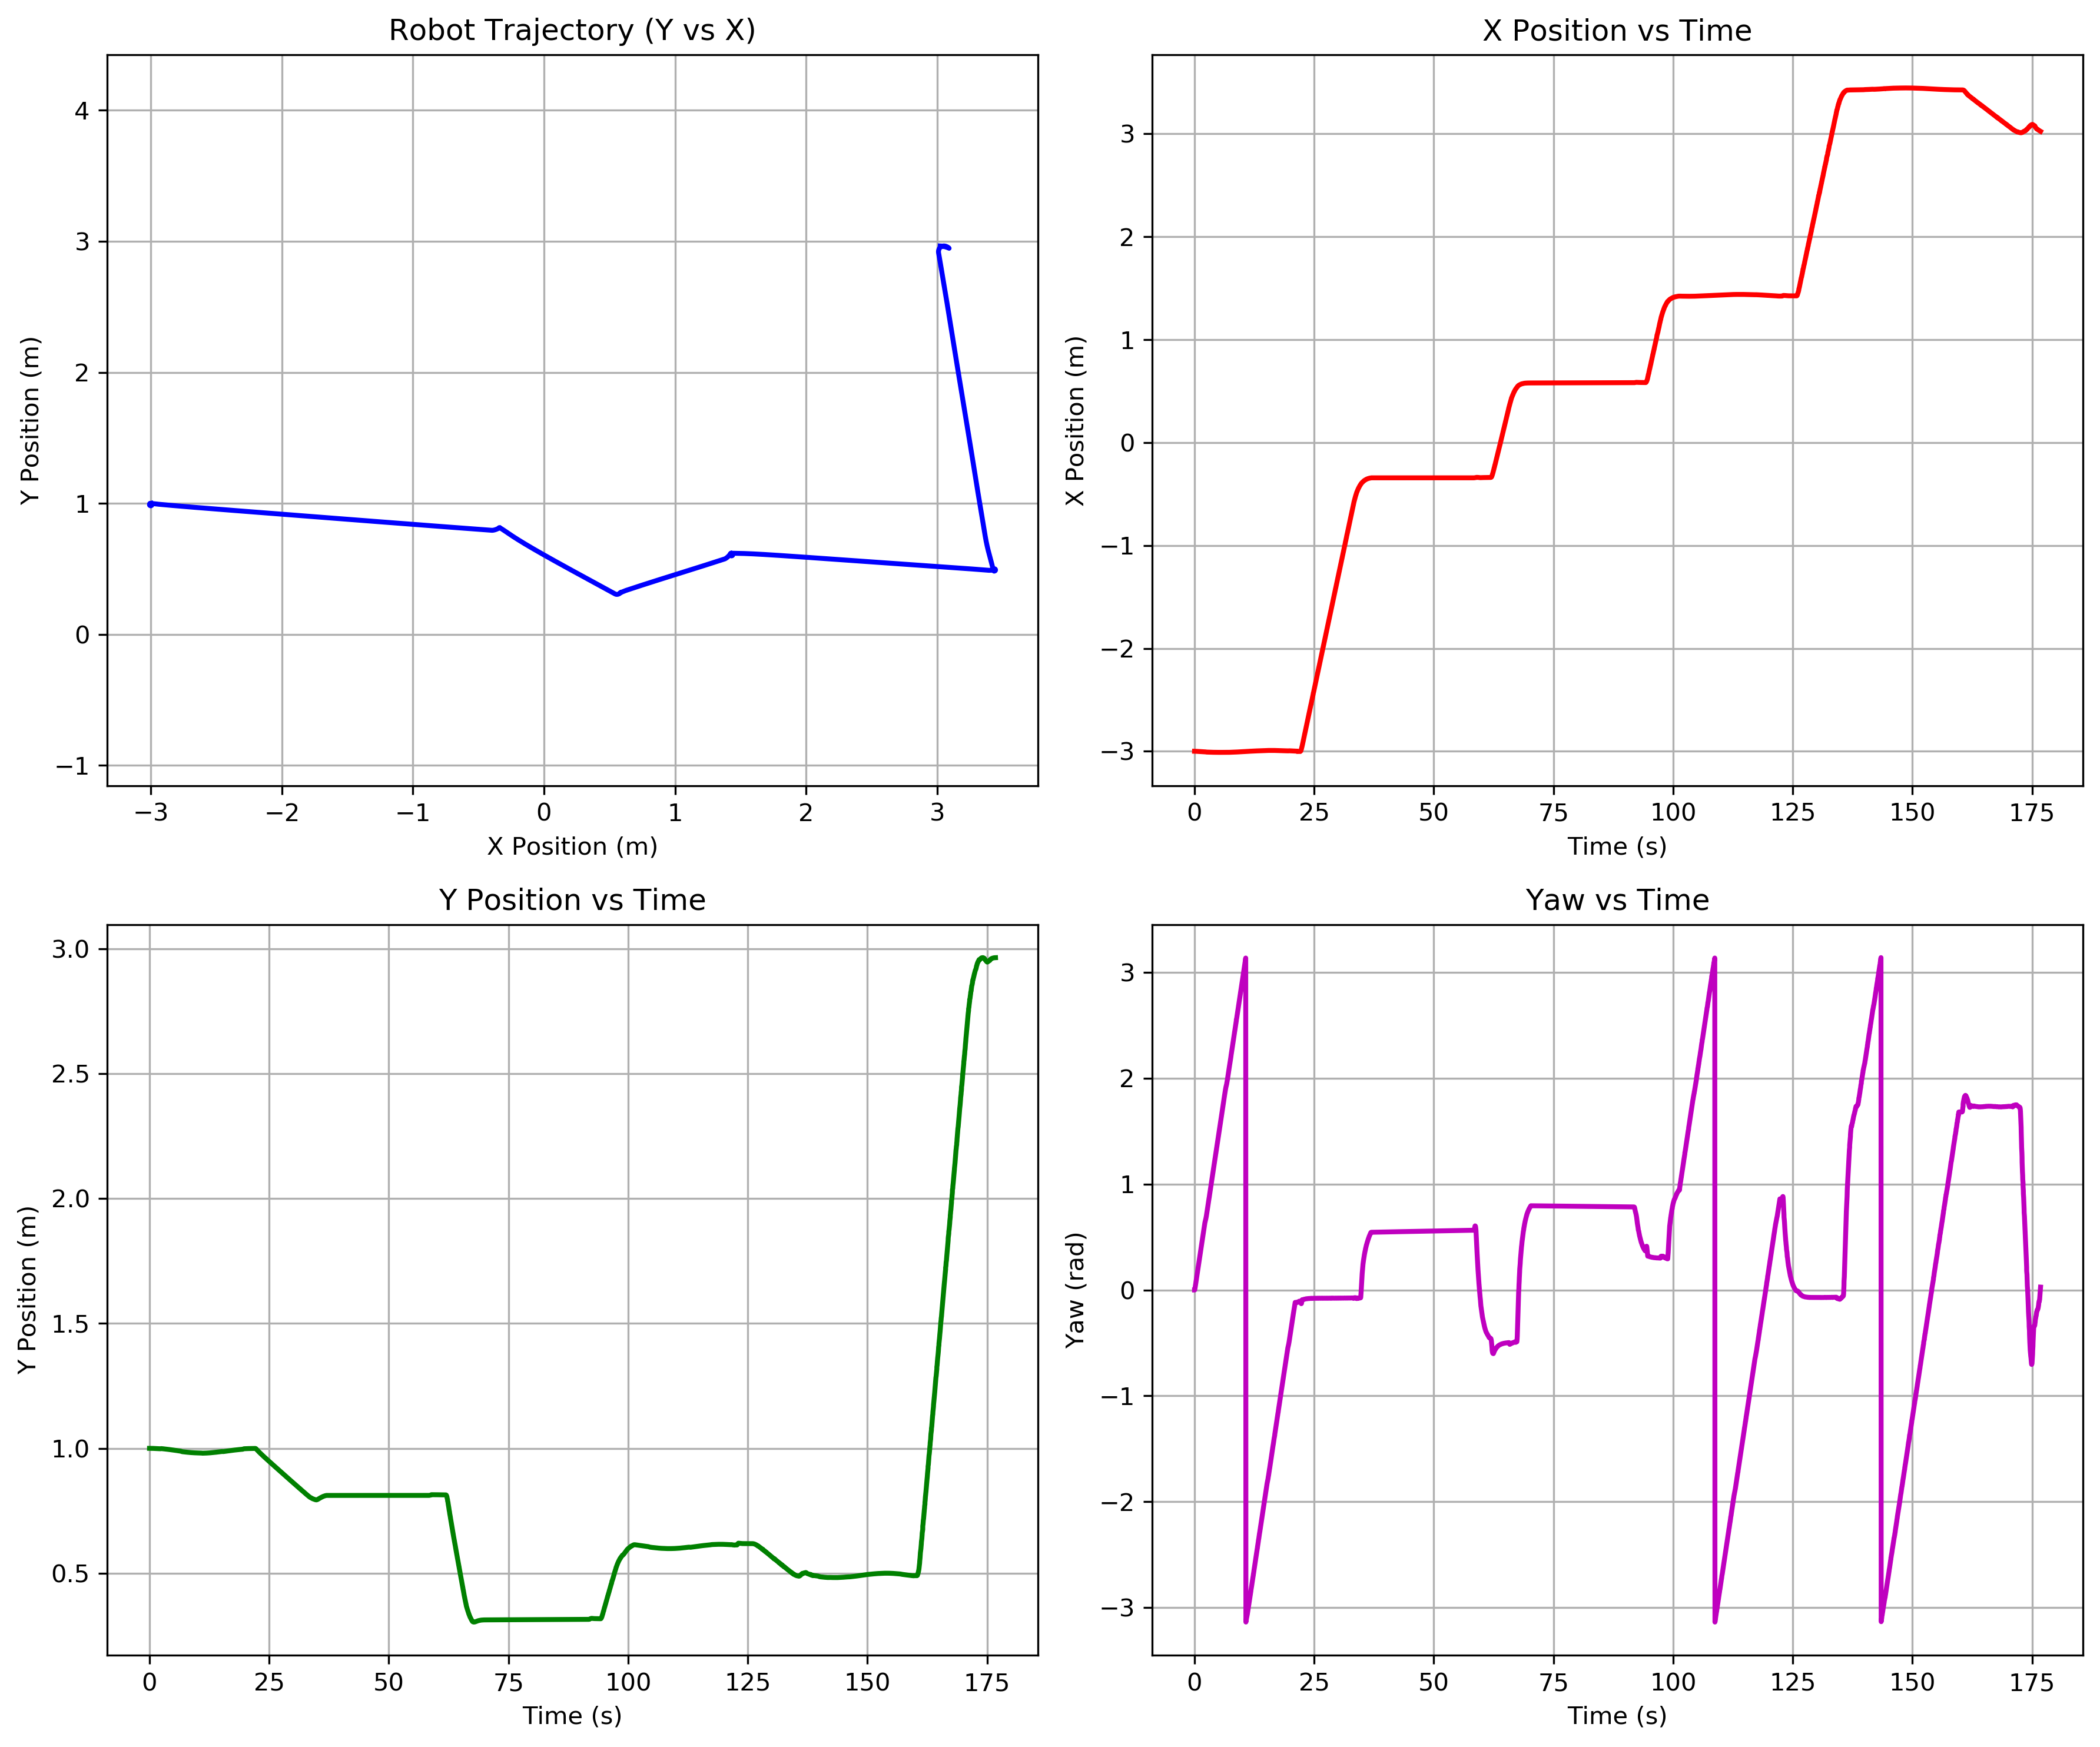 Robot Trajectory (Y vs X)
4
3
2
1
0
−1
Y Position (m)
−3 −2 −1 0 1 2 3
X Position (m)
X Position vs Time
3
2
1
0
−1
−2
−3
X Position (m)
0 25 50 75 100 125 150 175
Time (s)
Y Position vs Time
3.0
2.5
2.0
1.5
1.0
0.5
Y Position (m)
0 25 50 75 100 125 150 175
Time (s)
Yaw vs Time
3
2
1
0
−1
−2
−3
Yaw (rad)
0 25 50 75 100 125 150 175
Time (s)